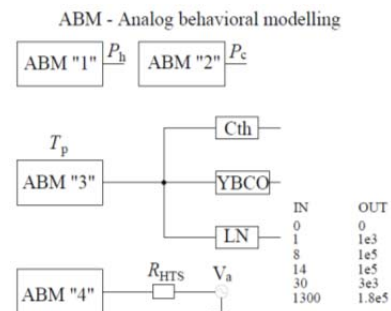 ABM - Analog behavioral modelling
ABM "1" Ph ABM "2" Pc
Cth
Tp
ABM "3" YBCO
LN
IN OUT
0 0
1 1e3
8 1e5
14 1e5
30 3e3
1300 1.8e5
RHTS Va
ABM "4"